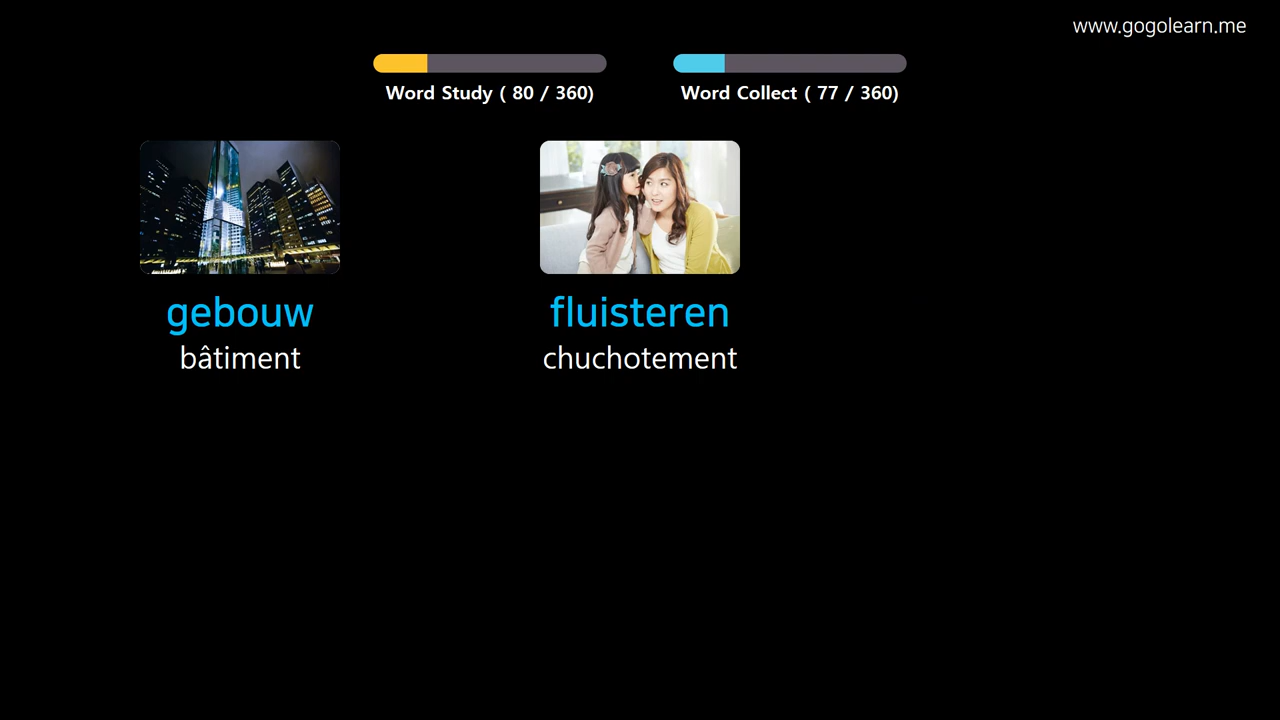 www.gogolearn.me
Word Study ( 80 / 360)
Word Collect ( 77 / 360)
gebouw
bâtiment
fluisteren
chuchotement